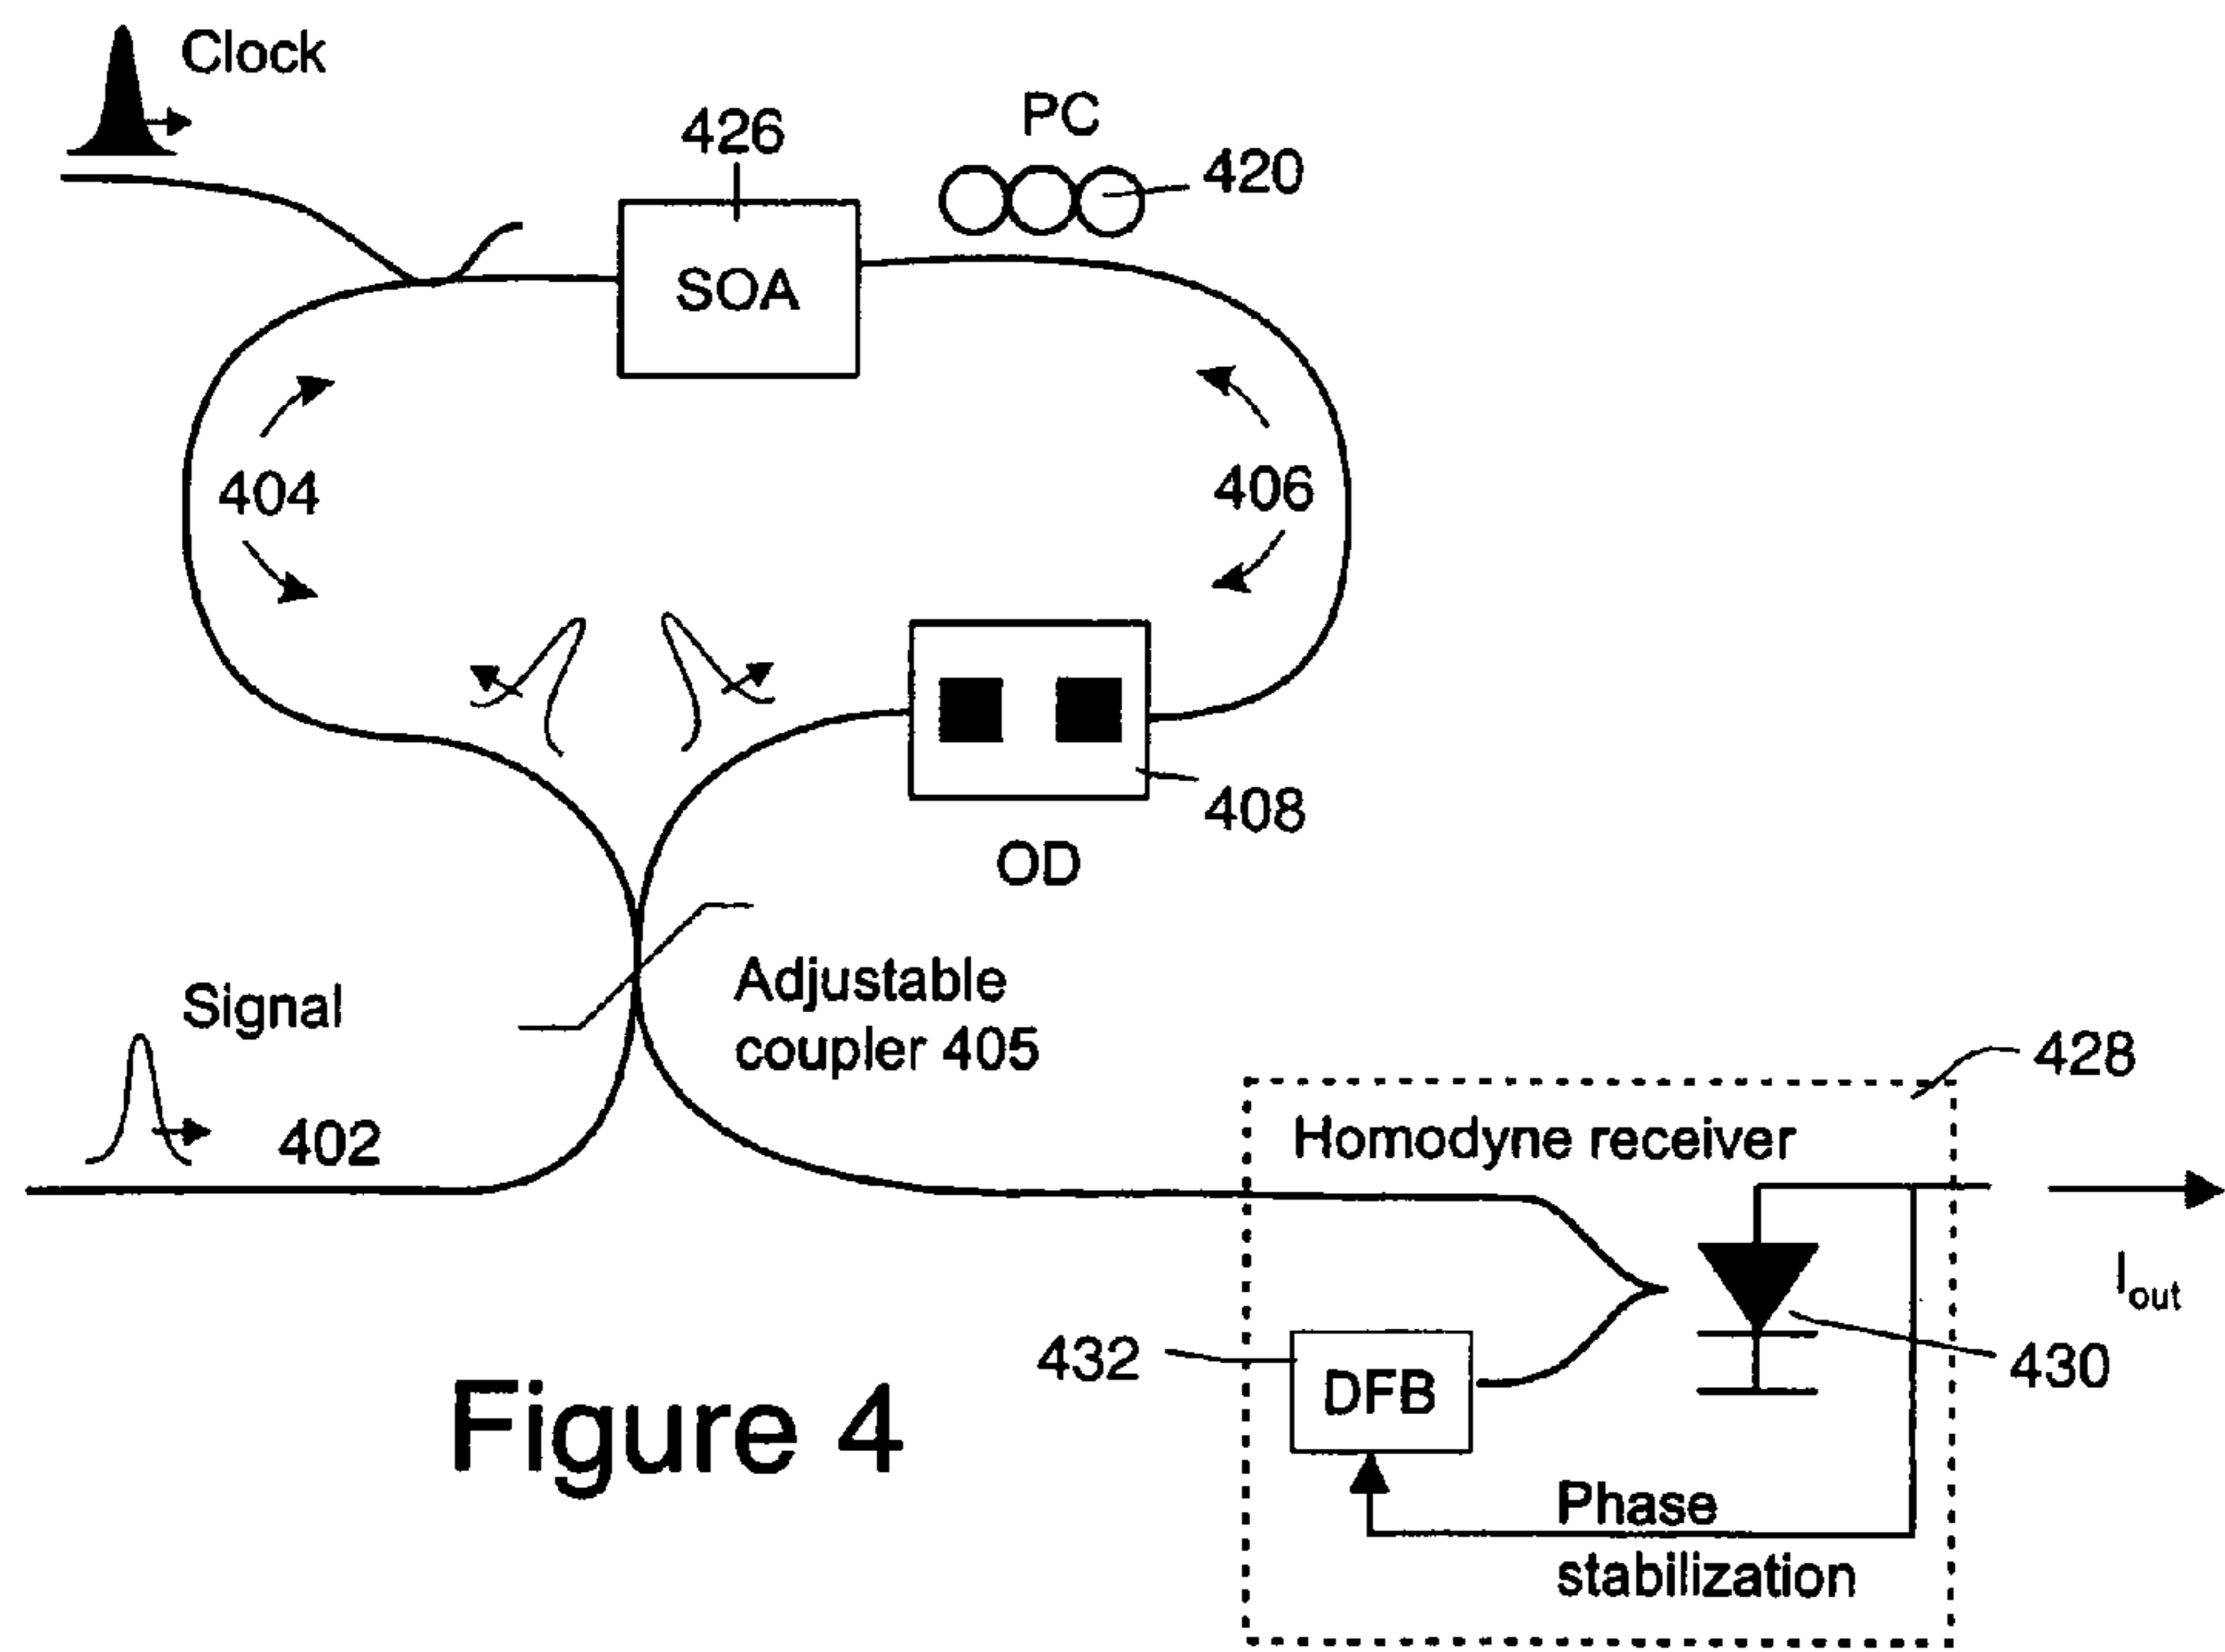 Clock
426
PC
420
SOA
404
406
408
OD
Signal
Adjustable
coupler 405
402
428
Homodyne receiver
I_out
432
DFB
430
Phase
stabilization
Figure 4